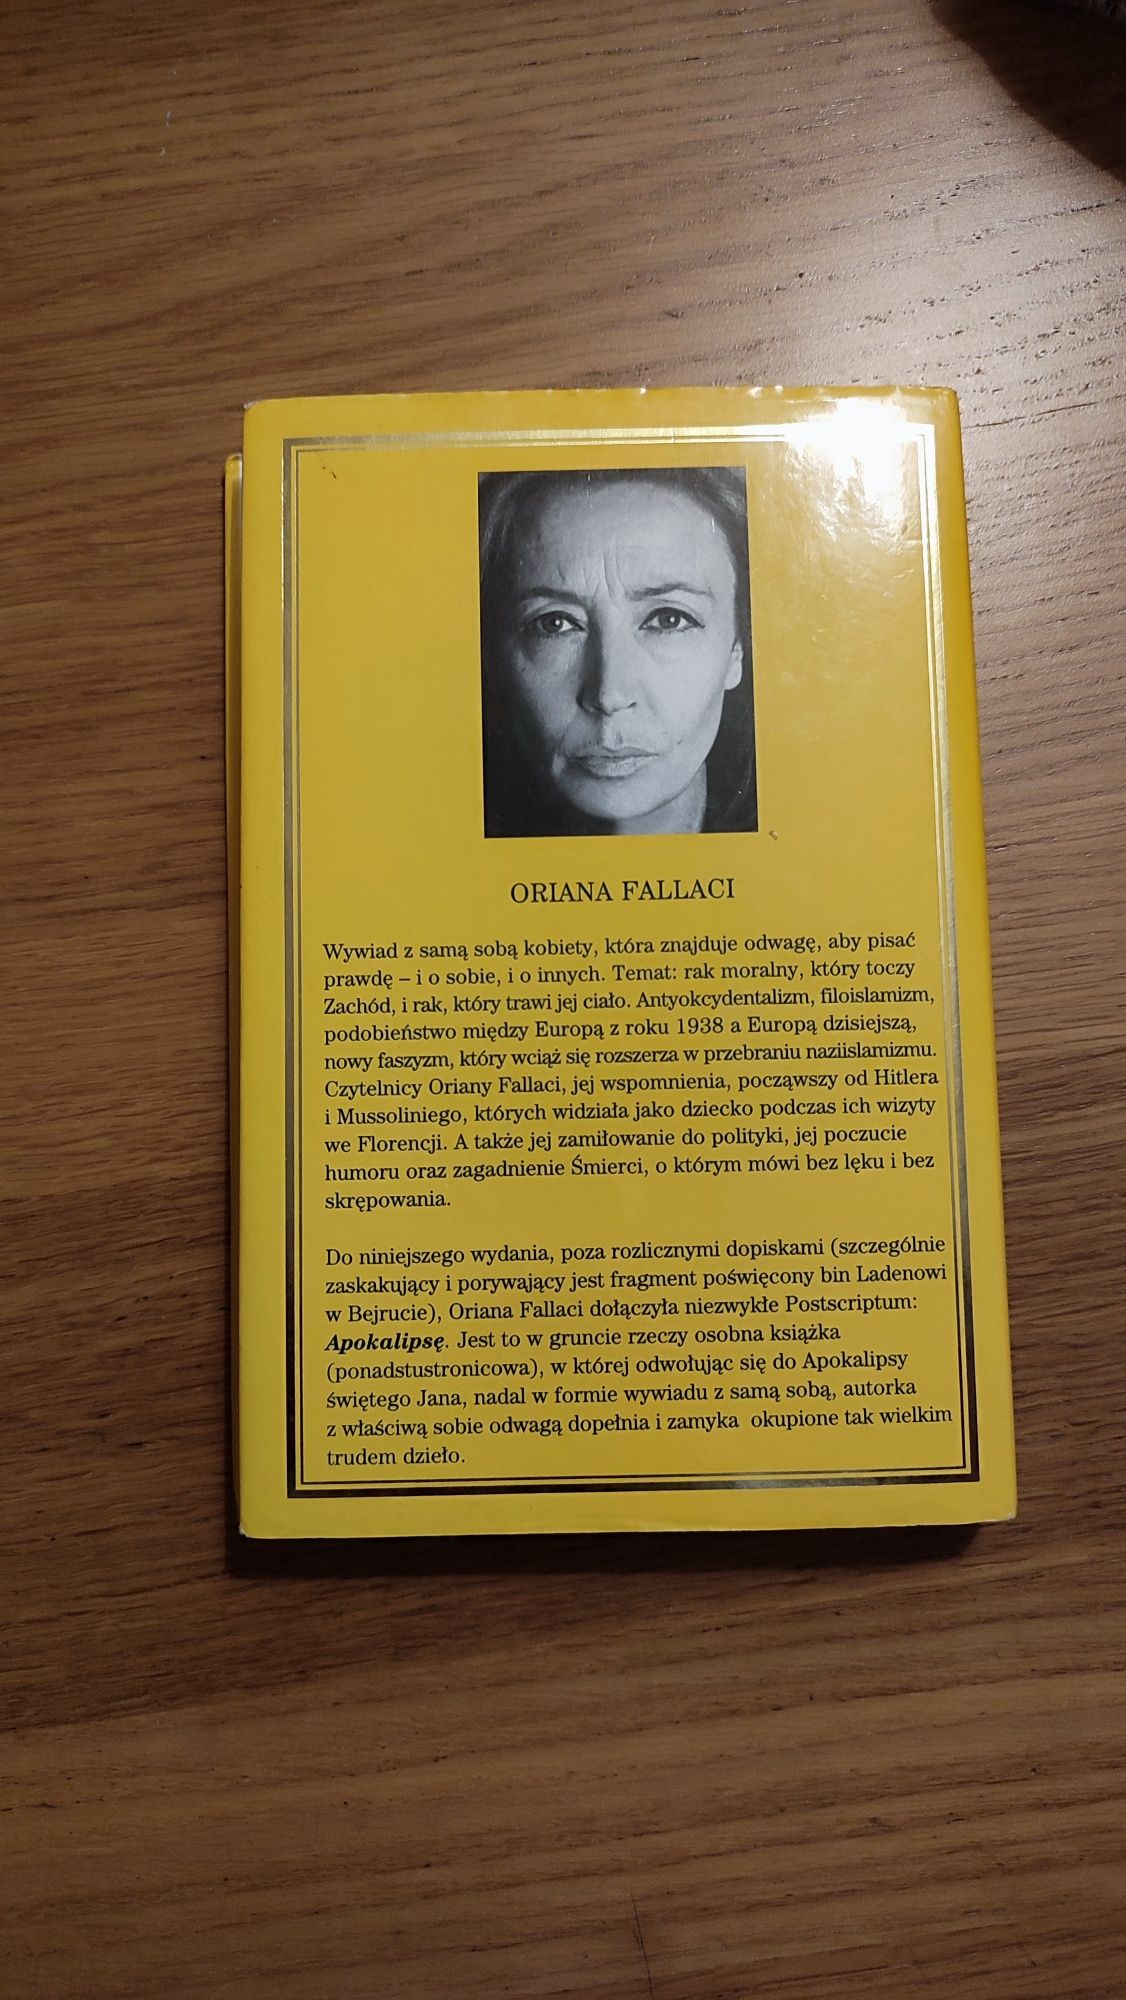 ORIANA FALLACI
Wywiad z samą sobą kobiety, która znajduje odwagę, aby pisać
prawdę – i o sobie, i o innych. Temat: rak moralny, który toczy
Zachód, i rak, który trawi jej ciało. Antyokcydentalizm, filoislamizm,
podobieństwo między Europą z roku 1938 a Europą dzisiejszą,
nowy faszyzm, który wciąż się rozszerza w przebraniu naziislamizmu.
Czytelnicy Oriany Fallaci, jej wspomnienia, począwszy od Hitlera
i Mussoliniego, których widziała jako dziecko podczas ich wizyty
we Florencji. A także jej zamiłowanie do polityki, jej poczucie
humoru oraz zagadnienie Śmierci, o którym mówi bez lęku i bez
skrępowania.
Do niniejszego wydania, poza rozlicznymi dopiskami (szczególnie
zaskakujący i porywający jest fragment poświęcony bin Ladenowi
w Bejrucie), Oriana Fallaci dołączyła niezwykłe Postscriptum:
Apokalipsę. Jest to w gruncie rzeczy osobna książka
(ponadstustronicowa), w której odwołując się do Apokalipsy
świętego Jana, nadal w formie wywiadu z samą sobą, autorka
z właściwą sobie odwagą dopełnia i zamyka okupione tak wielkim
trudem dzieło.